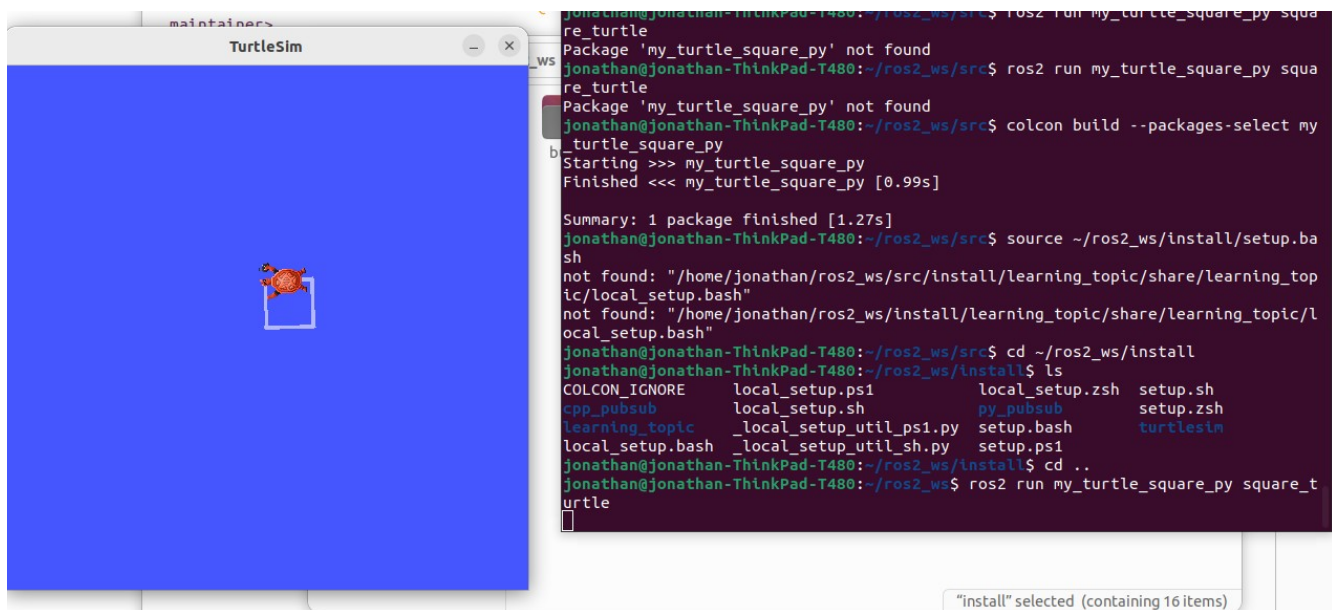 maintainer>
TurtleSim
_ws
jonathan@jonathan-ThinkPad-T480:~/ros2_ws/src$ ros2 run my_turtle_square_py squa
re_turtle
Package 'my_turtle_square_py' not found
jonathan@jonathan-ThinkPad-T480:~/ros2_ws/src$ ros2 run my_turtle_square_py squa
re_turtle
Package 'my_turtle_square_py' not found
jonathan@jonathan-ThinkPad-T480:~/ros2_ws/src$ colcon build --packages-select my
_turtle_square_py
Starting >>> my_turtle_square_py
Finished <<< my_turtle_square_py [0.99s]
Summary: 1 package finished [1.27s]
jonathan@jonathan-ThinkPad-T480:~/ros2_ws/src$ source ~/ros2_ws/install/setup.ba
sh
not found: "/home/jonathan/ros2_ws/src/install/learning_topic/share/learning_top
ic/local_setup.bash"
not found: "/home/jonathan/ros2_ws/install/learning_topic/share/learning_topic/l
ocal_setup.bash"
jonathan@jonathan-ThinkPad-T480:~/ros2_ws/src$ cd ~/ros2_ws/install
jonathan@jonathan-ThinkPad-T480:~/ros2_ws/install$ ls
COLCON_IGNORE local_setup.ps1 local_setup.zsh setup.sh
cpp_pubsub local_setup.sh py_pubsub setup.zsh
learning_topic _local_setup_util_ps1.py setup.bash turtlesim
local_setup.bash _local_setup_util_sh.py setup.ps1
jonathan@jonathan-ThinkPad-T480:~/ros2_ws/install$ cd ..
jonathan@jonathan-ThinkPad-T480:~/ros2_ws$ ros2 run my_turtle_square_py square_t
urtle
"install" selected (containing 16 items)